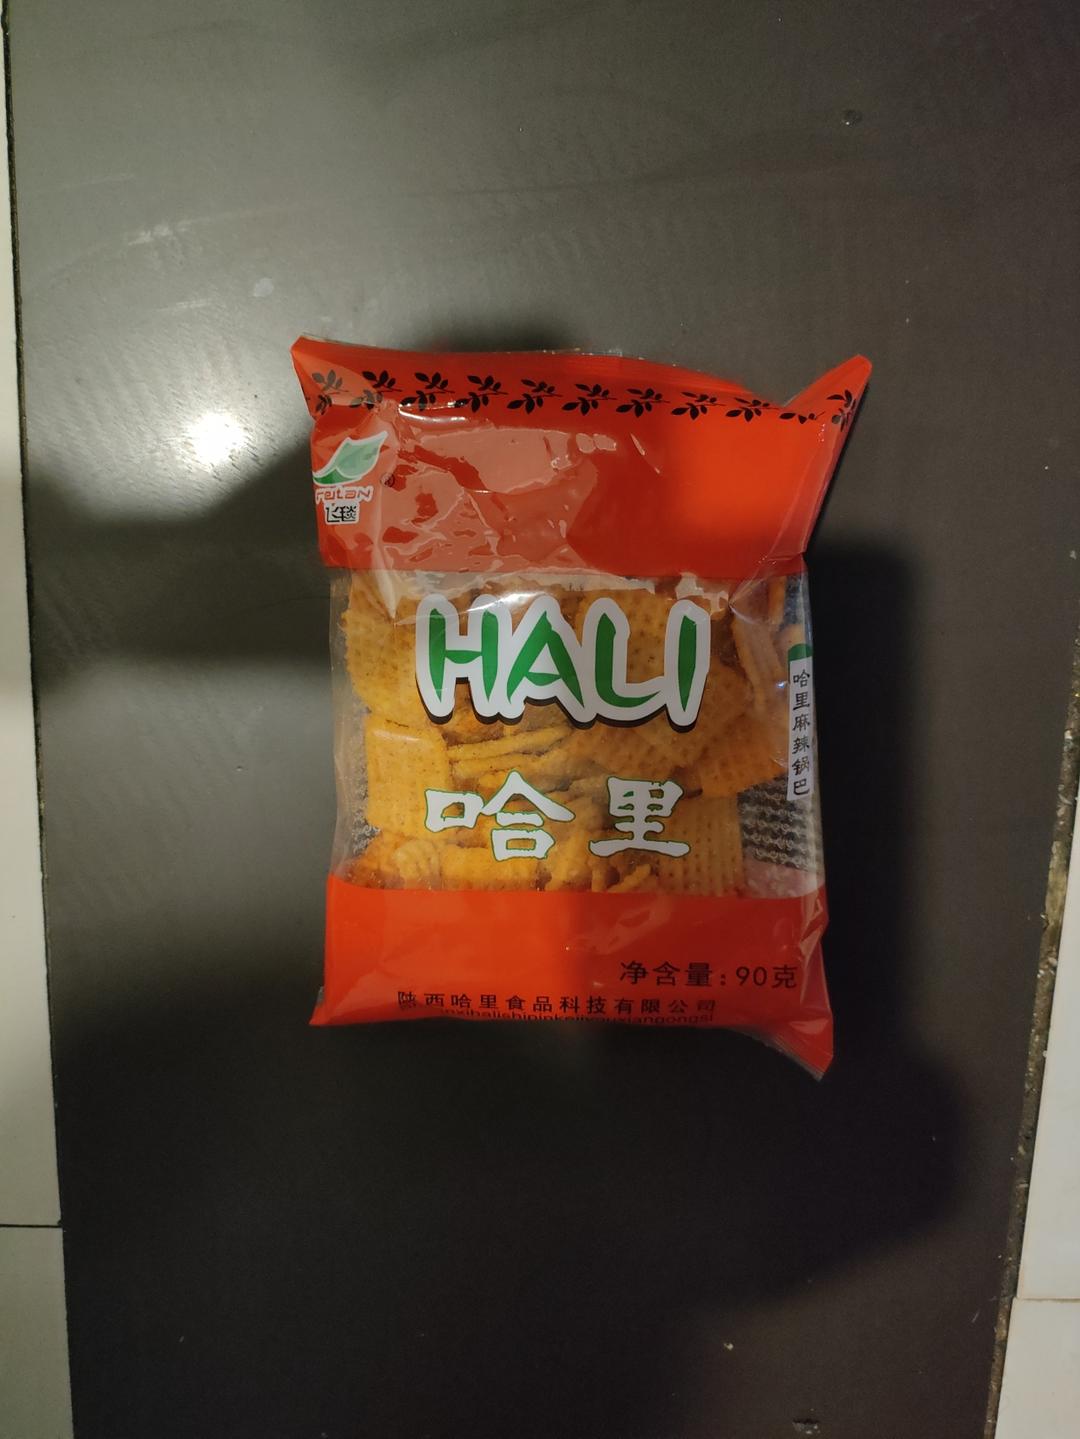 飞毯
HALI
哈里
哈里麻辣锅巴
净含量:90克
陕西哈里食品科技有限公司